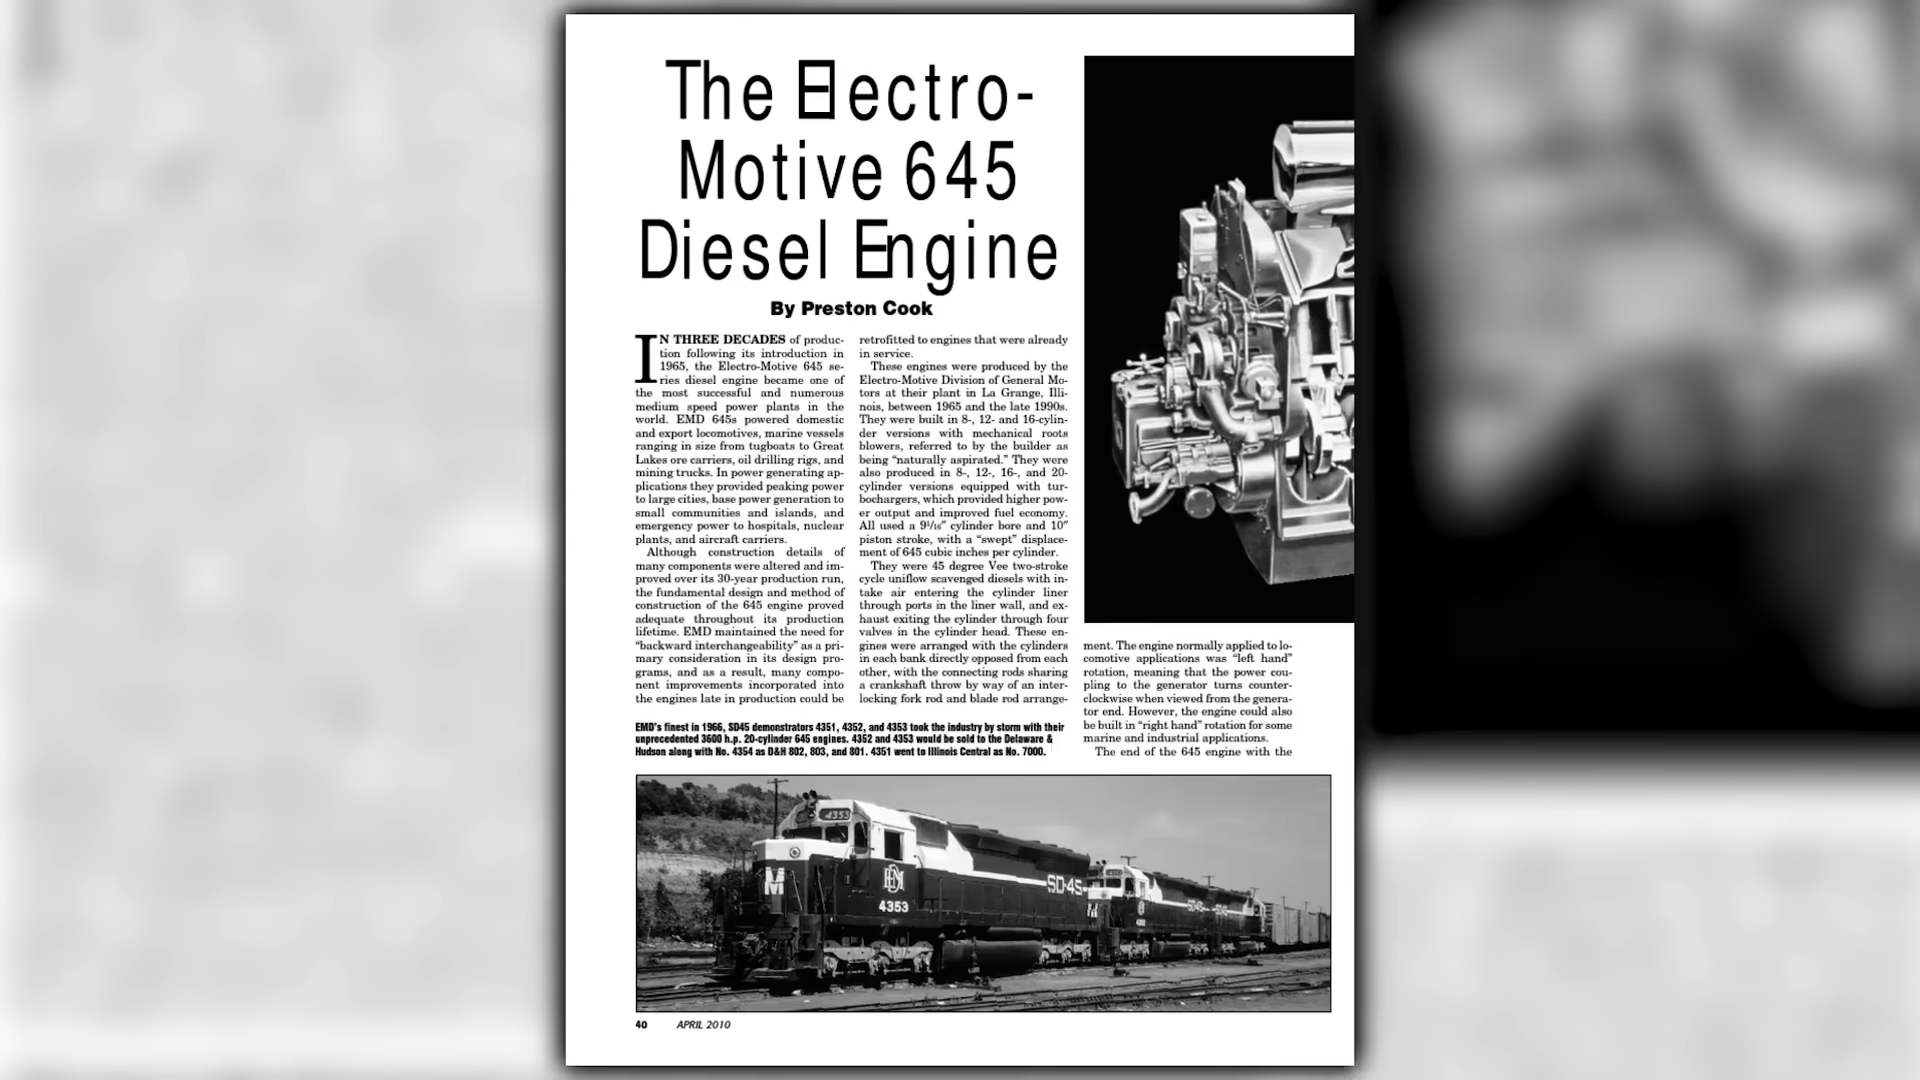 The Electro-
Motive 645
Diesel Engine
By Preston Cook
IN THREE DECADES of produc-
tion following its introduction in
1965, the Electro-Motive 645 se-
ries diesel engine became one of
the most successful and numerous
medium speed power plants in the
world. EMD 645s powered domestic
and export locomotives, marine vessels
ranging in size from tugboats to Great
Lakes ore carriers, oil drilling rigs, and
mining trucks. In power generating ap-
plications they provided peaking power
to large cities, base power generation to
small communities and islands, and
emergency power to hospitals, nuclear
plants, and aircraft carriers.
Although construction details of
many components were altered and im-
proved over its 30-year production run,
the fundamental design and method of
construction of the 645 engine proved
adequate throughout its production
lifetime. EMD maintained the need for
“backward interchangeability” as a pri-
mary consideration in its design pro-
grams, and as a result, many compo-
nent improvements incorporated into
the engines late in production could be
retrofitted to engines that were already
in service.
These engines were produced by the
Electro-Motive Division of General Mo-
tors at their plant in La Grange, Illi-
nois, between 1965 and the late 1990s.
They were built in 8-, 12- and 16-cylin-
der versions with mechanical roots
blowers, referred to by the builder as
being “naturally aspirated.” They were
also produced in 8-, 12-, 16-, and 20-
cylinder versions equipped with tur-
bochargers, which provided higher pow-
er output and improved fuel economy.
All used a 9¹/₁₆″ cylinder bore and 10″
piston stroke, with a “swept” displace-
ment of 645 cubic inches per cylinder.
They were 45 degree Vee two-stroke
cycle uniflow scavenged diesels with in-
take air entering the cylinder liner
through ports in the liner wall, and ex-
haust exiting the cylinder through four
valves in the cylinder head. These en-
gines were arranged with the cylinders
in each bank directly opposed from each
other, with the connecting rods sharing
a crankshaft throw by way of an inter-
locking fork rod and blade rod arrange-
ment. The engine normally applied to lo-
comotive applications was “left hand”
rotation, meaning that the power cou-
pling to the generator turns counter-
clockwise when viewed from the genera-
tor end. However, the engine could also
be built in “right hand” rotation for some
marine and industrial applications.
The end of the 645 engine with the
EMD's finest in 1966, SD45 demonstrators 4351, 4352, and 4353 took the industry by storm with their
unprecedented 3600 h.p. 20-cylinder 645 engines. 4352 and 4353 would be sold to the Delaware &
Hudson along with No. 4354 as D&H 802, 803, and 801. 4351 went to Illinois Central as No. 7000.
4353
M
EMD
4353
SD-45
SD-45
SD-45
40 APRIL 2010